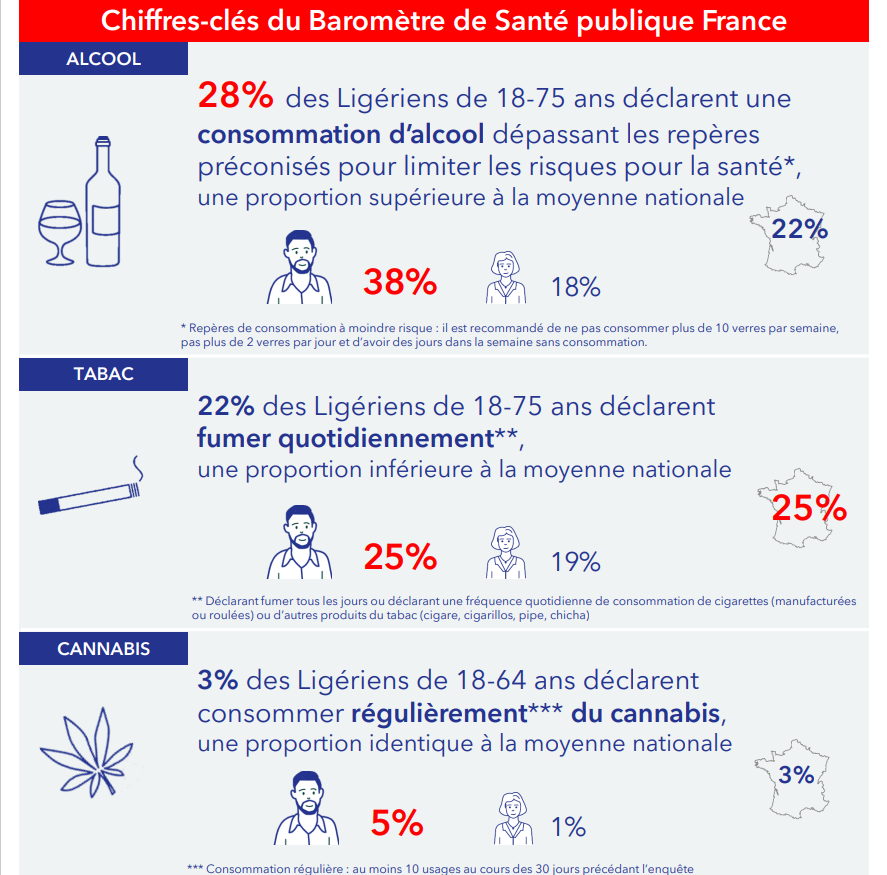 Chiffres-clés du Baromètre de Santé publique France
ALCOOL
28% des Ligériens de 18-75 ans déclarent une
consommation d'alcool dépassant les repères
préconisés pour limiter les risques pour la santé*,
une proportion supérieure à la moyenne nationale
22%
38%
18%
* Repères de consommation à moindre risque : il est recommandé de ne pas consommer plus de 10 verres par semaine,
pas plus de 2 verres par jour et d'avoir des jours dans la semaine sans consommation.
TABAC
22% des Ligériens de 18-75 ans déclarent
fumer quotidiennement**,
une proportion inférieure à la moyenne nationale
25%
25%
19%
** Déclarant fumer tous les jours ou déclarant une fréquence quotidienne de consommation de cigarettes (manufacturées
ou roulées) ou d'autres produits du tabac (cigare, cigarillos, pipe, chicha)
CANNABIS
3% des Ligériens de 18-64 ans déclarent
consommer régulièrement*** du cannabis,
une proportion identique à la moyenne nationale
3%
5%
1%
*** Consommation régulière : au moins 10 usages au cours des 30 jours précédant l'enquête